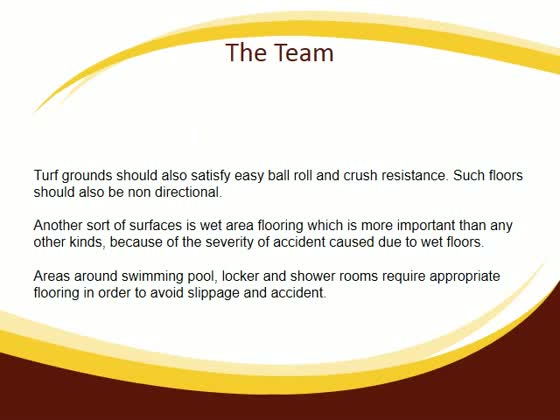 The Team
Turf grounds should also satisfy easy ball roll and crush resistance. Such floors
should also be non directional.
Another sort of surfaces is wet area flooring which is more important than any
other kinds, because of the severity of accident caused due to wet floors.
Areas around swimming pool, locker and shower rooms require appropriate
flooring in order to avoid slippage and accident.